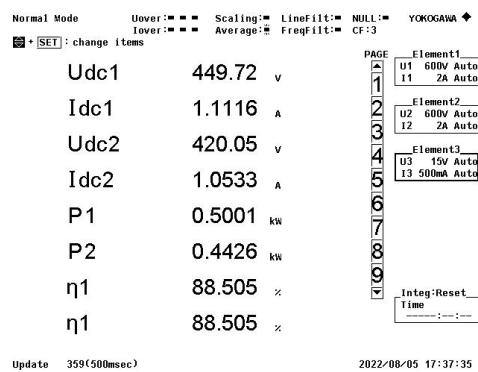 Normal Mode Uover:▬ ▬ ▬ Scaling:▬ LineFilt:▬ NULL:▬ YOKOGAWA ◆
Iover:▬ ▬ ▬ Average:▬ FreqFilt:▬ CF:3
+ SET : change items
PAGE
Udc1 449.72 V
Idc1 1.1116 A
Udc2 420.05 V
Idc2 1.0533 A
P1 0.5001 kW
P2 0.4426 kW
η1 88.505 %
η1 88.505 %
1
2
3
4
5
6
7
8
9
Element1
U1 600V Auto
I1 2A Auto
Element2
U2 600V Auto
I2 2A Auto
Element3
U3 15V Auto
I3 500mA Auto
Integ:Reset
Time
-----:--:--
Update 359(500msec) 2022/08/05 17:37:35